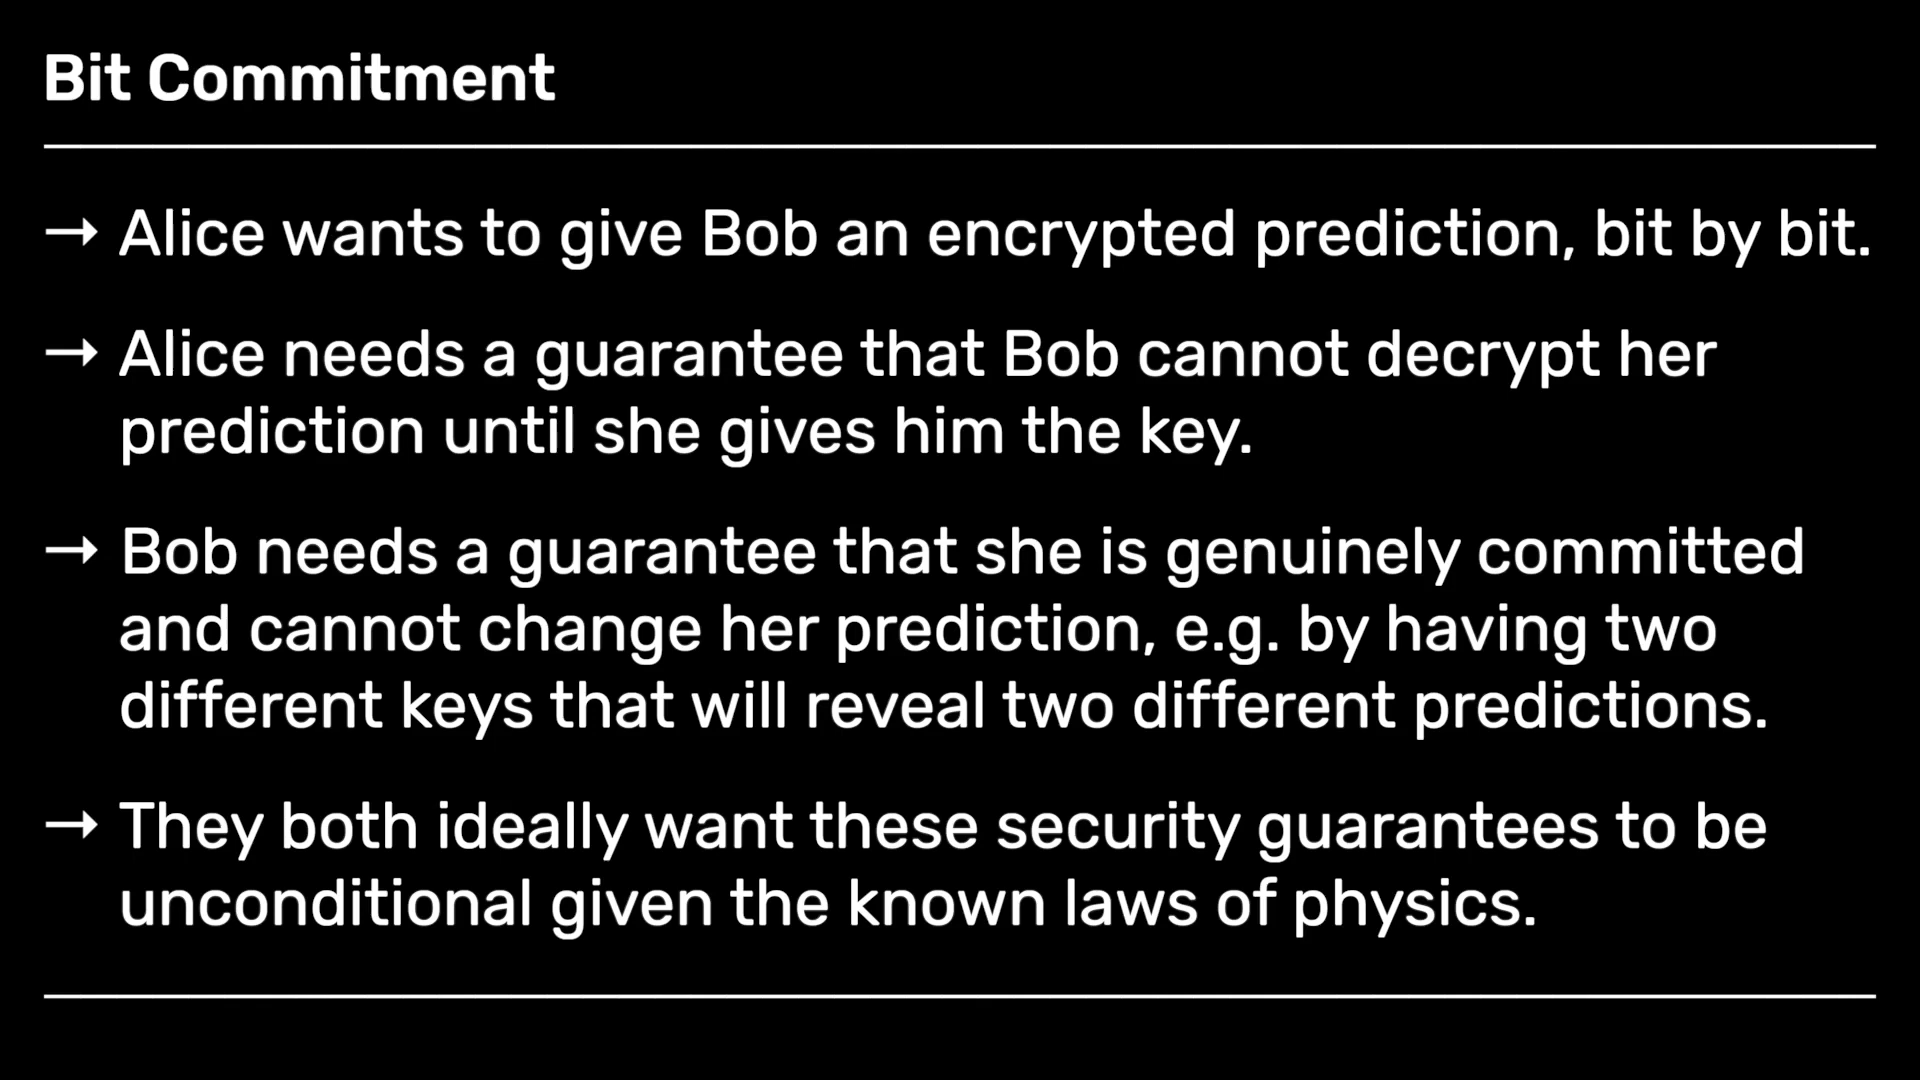 Bit Commitment
→ Alice wants to give Bob an encrypted prediction, bit by bit.
→ Alice needs a guarantee that Bob cannot decrypt her
prediction until she gives him the key.
→ Bob needs a guarantee that she is genuinely committed
and cannot change her prediction, e.g. by having two
different keys that will reveal two different predictions.
→ They both ideally want these security guarantees to be
unconditional given the known laws of physics.